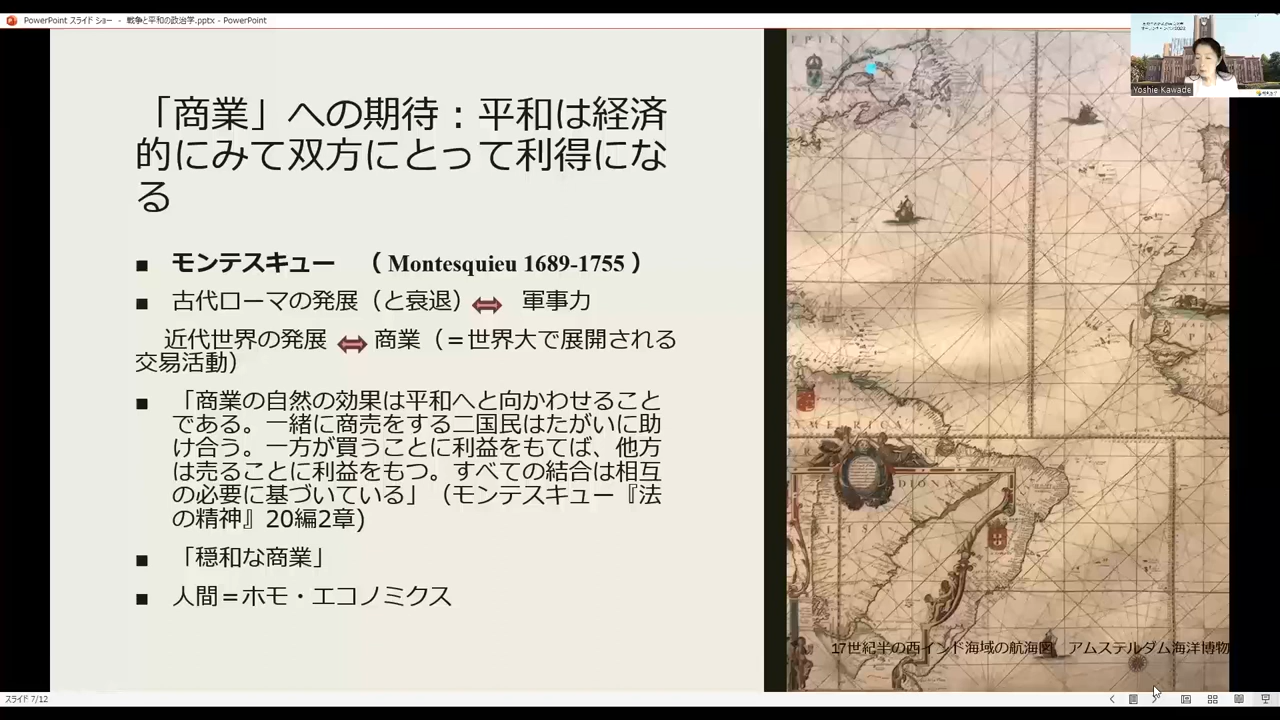 PowerPoint スライド ショー - 戦争と平和の政治学.pptx - PowerPoint
「商業」への期待：平和は経済
的にみて双方にとって利得にな
る
■ モンテスキュー （ Montesquieu 1689-1755 ）
■ 古代ローマの発展（と衰退）⇔ 軍事力
近代世界の発展 ⇔ 商業（＝世界大で展開される
交易活動）
■ 「商業の自然の効果は平和へと向かわせること
である。一緒に商売をする二国民はたがいに助
け合う。一方が買うことに利益をもてば、他方
は売ることに利益をもつ。すべての結合は相互
の必要に基づいている」（モンテスキュー『法
の精神』20編2章)
■ 「穏和な商業」
■ 人間＝ホモ・エコノミクス
Yoshie Kawade
17世紀半の西インド海域の航海図 アムステルダム海洋博物
スライド 7/12